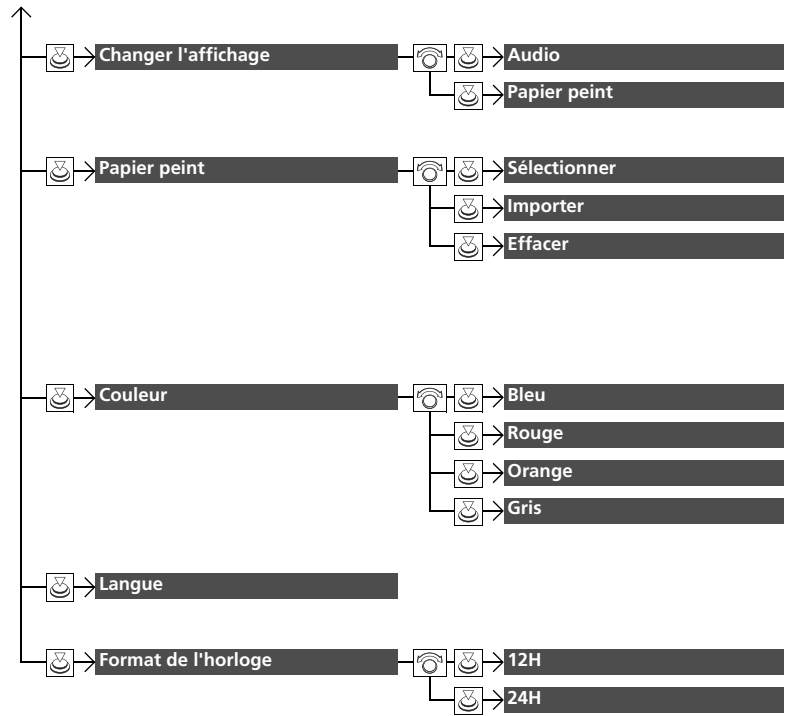 Changer l'affichage
Audio
Papier peint
Papier peint
Sélectionner
Importer
Effacer
Couleur
Bleu
Rouge
Orange
Gris
Langue
Format de l'horloge
12H
24H